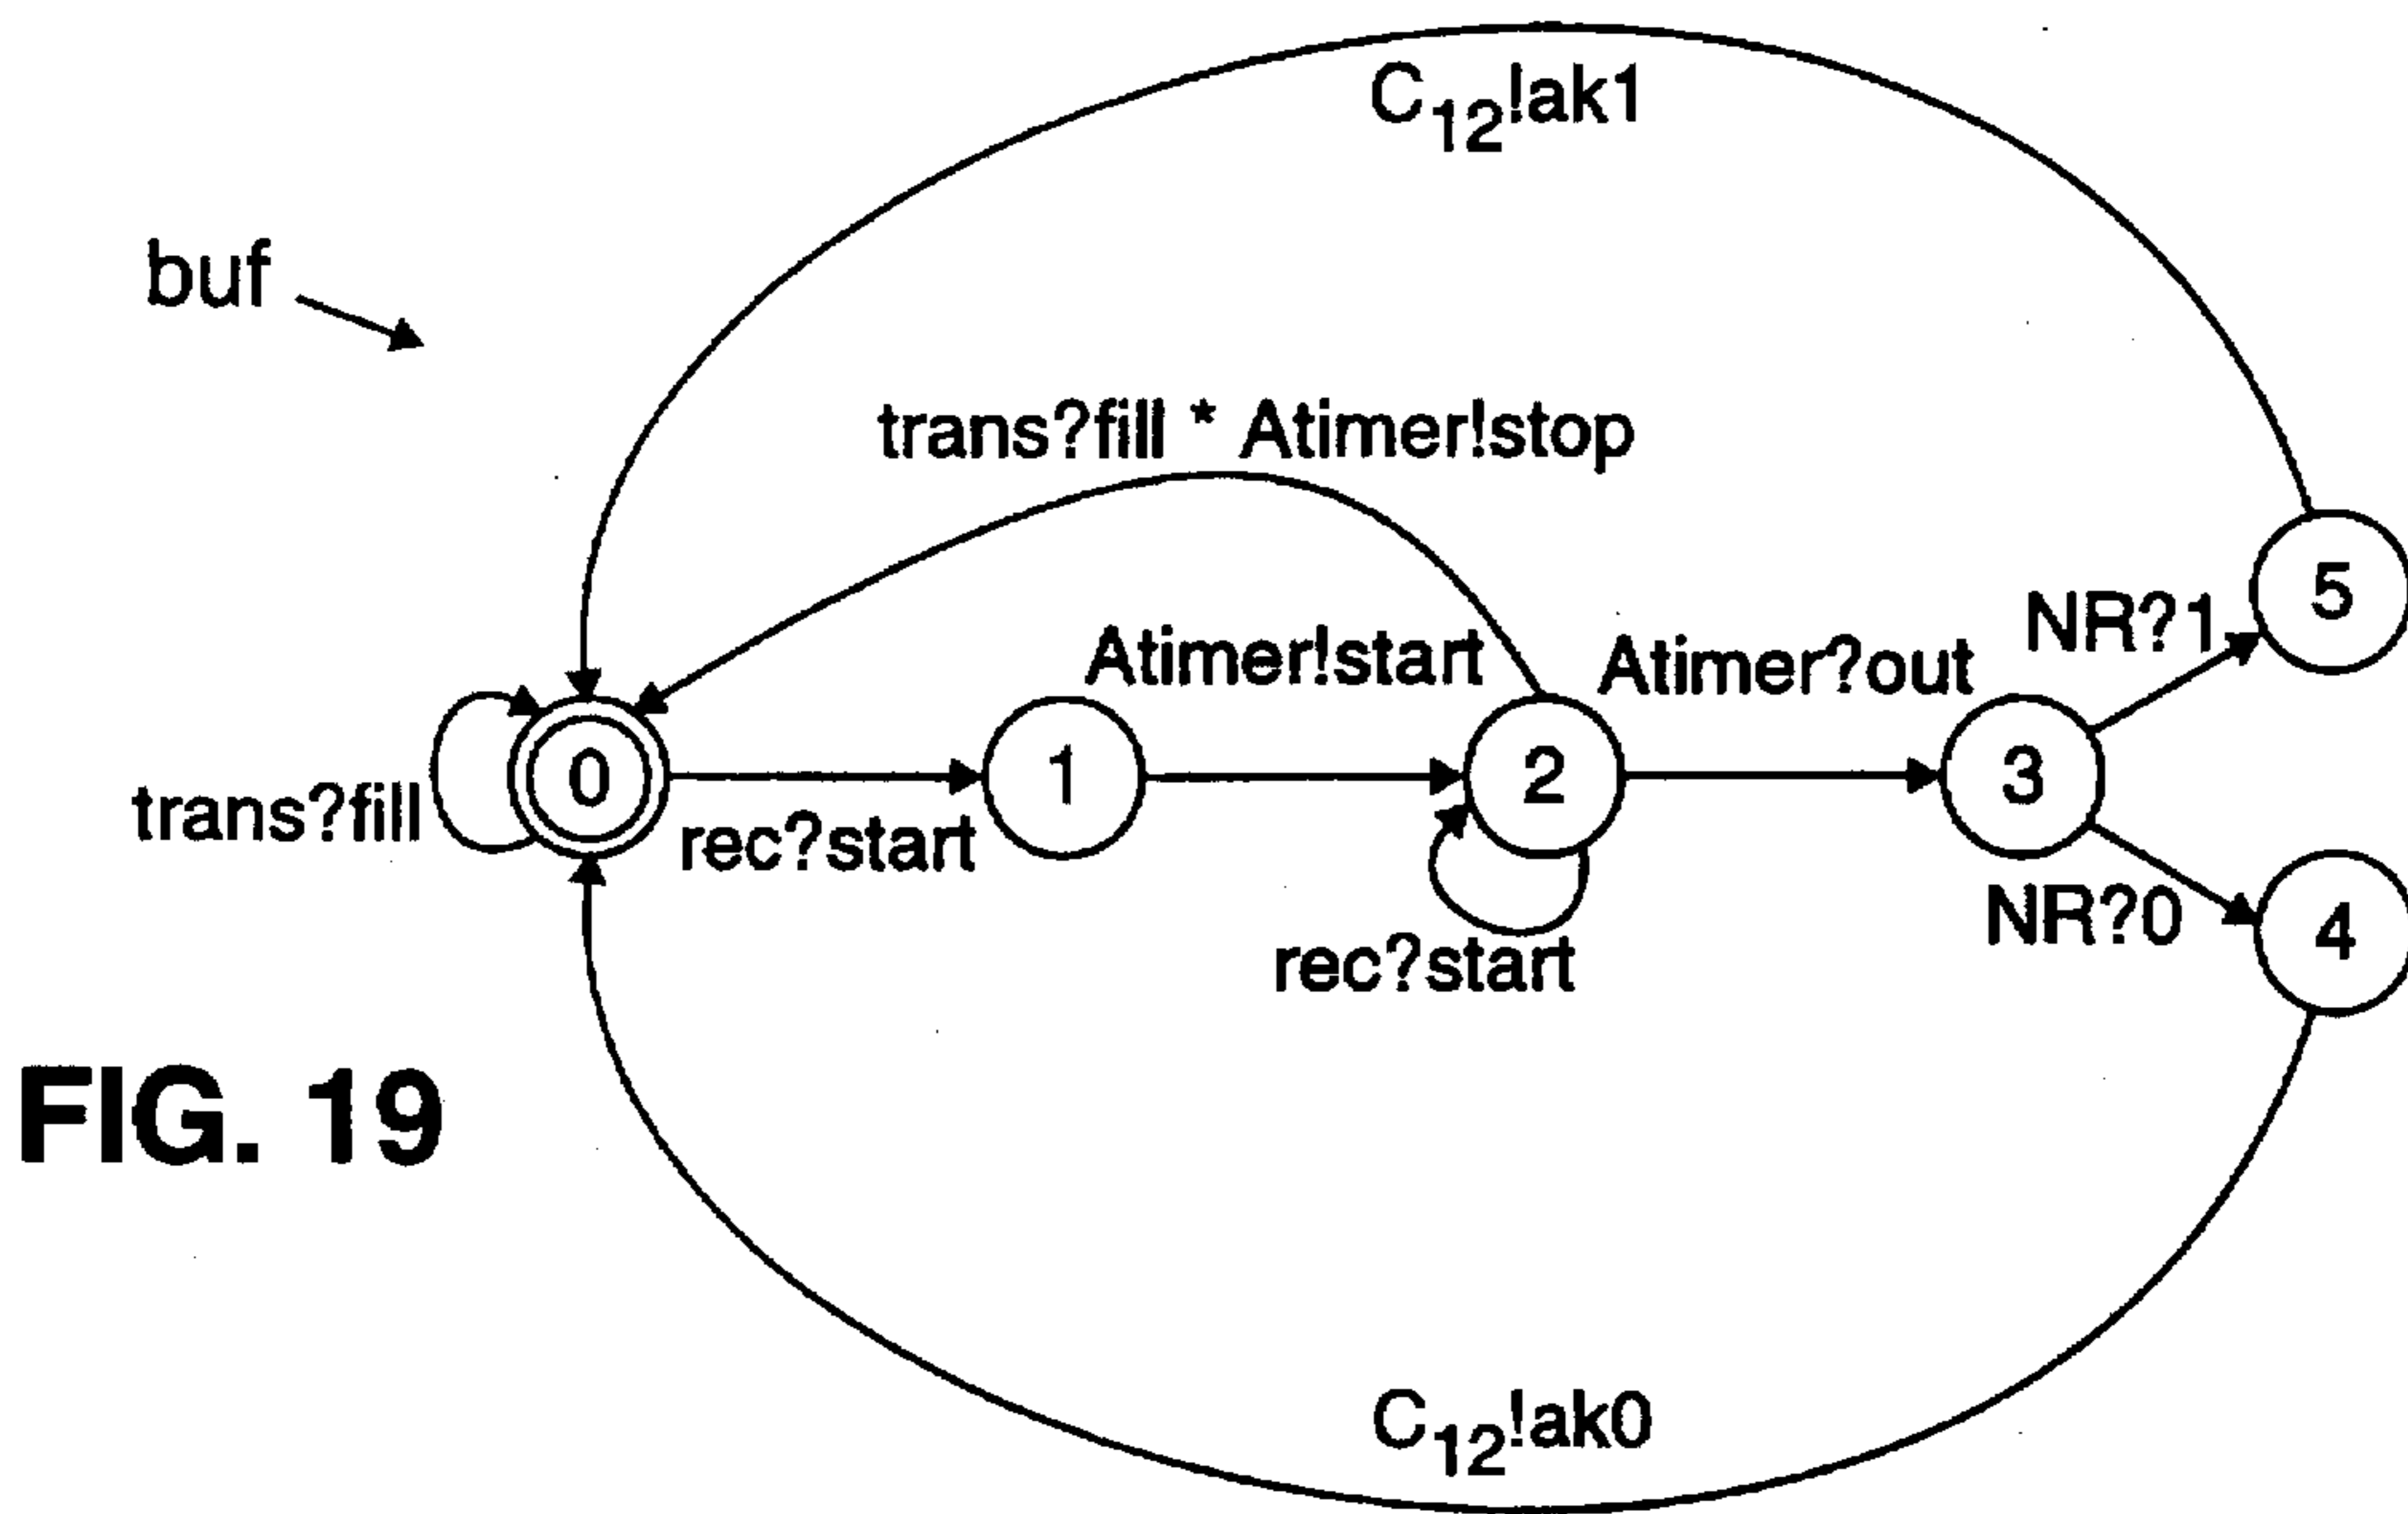 C12!ak1
buf
trans?fill * Atimer!stop
Atimer!start
Atimer?out
NR?1
5
0
1
2
3
trans?fill
rec?start
NR?0
4
rec?start
FIG. 19
C12!ak0